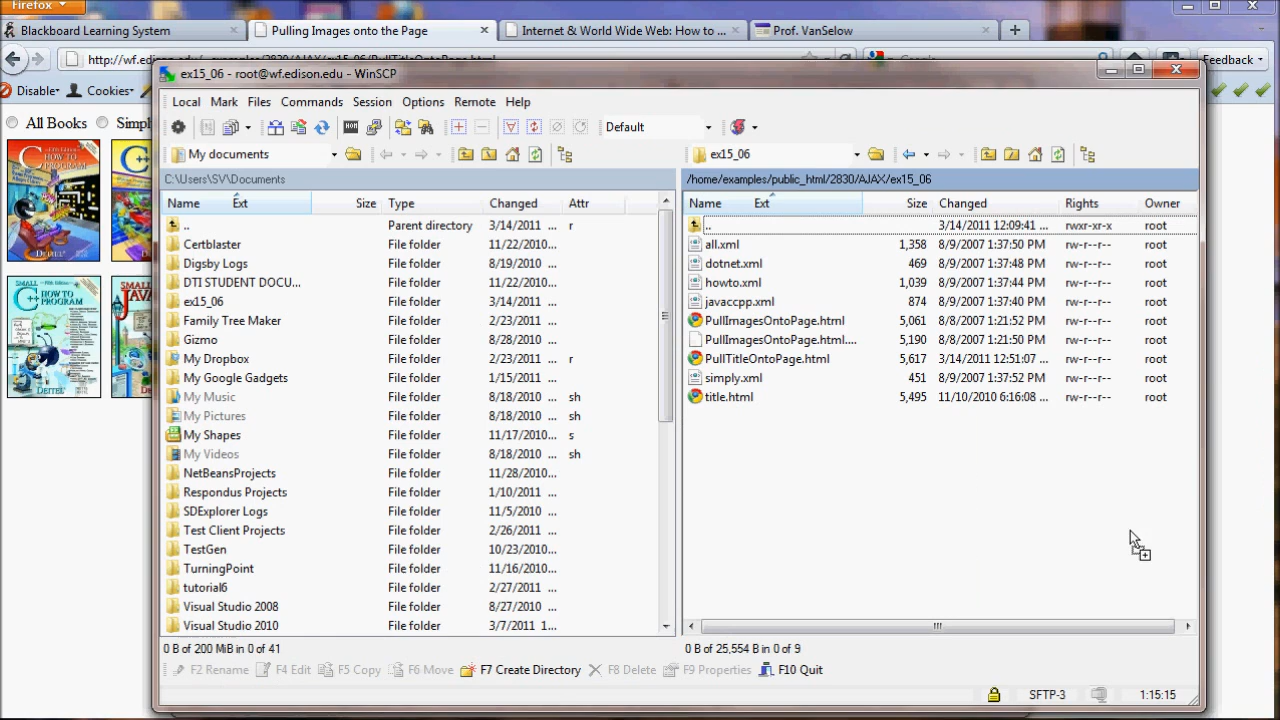 Firefox
Blackboard Learning System
Pulling Images onto the Page
Internet & World Wide Web: How to ...
Prof. VanSelow
Feedback
Disable
Cookies
All Books
ex15_06 - root@wf.edison.edu - WinSCP
Local Mark Files Commands Session Options Remote Help
Default
My documents
ex15_06
C:\Users\SV\Documents
/home/examples/public_html/2830/AJAX/ex15_06
Name Ext Size Type Changed Attr
Name Ext Size Changed Rights Owner
.. Parent directory 3/14/2011 ... r
Certblaster File folder 11/22/2010...
Digsby Logs File folder 8/19/2010 ...
DTI STUDENT DOCU... File folder 11/22/2010...
ex15_06 File folder 3/14/2011 ...
Family Tree Maker File folder 2/23/2011 ...
Gizmo File folder 8/28/2010 ...
My Dropbox File folder 2/23/2011 ... r
My Google Gadgets File folder 1/15/2011 ...
My Music File folder 8/18/2010 ... sh
My Pictures File folder 8/18/2010 ... sh
My Shapes File folder 11/17/2010... s
My Videos File folder 8/18/2010 ... sh
NetBeansProjects File folder 11/28/2010...
Respondus Projects File folder 1/10/2011 ...
SDExplorer Logs File folder 11/5/2010 ...
Test Client Projects File folder 2/26/2011 ...
TestGen File folder 10/23/2010...
TurningPoint File folder 11/16/2010...
tutorial6 File folder 2/27/2011 ...
Visual Studio 2008 File folder 8/27/2010 ...
Visual Studio 2010 File folder 3/7/2011 1...
.. 3/14/2011 12:09:41 ... rwxr-xr-x root
all.xml 1,358 8/9/2007 1:37:50 PM rw-r--r-- root
dotnet.xml 469 8/9/2007 1:37:48 PM rw-r--r-- root
howto.xml 1,039 8/9/2007 1:37:44 PM rw-r--r-- root
javaccpp.xml 874 8/9/2007 1:37:40 PM rw-r--r-- root
PullImagesOntoPage.html 5,061 8/8/2007 1:21:52 PM rw-r--r-- root
PullImagesOntoPage.html.... 5,190 8/8/2007 1:21:50 PM rw-r--r-- root
PullTitleOntoPage.html 5,617 3/14/2011 12:51:07 ... rw-r--r-- root
simply.xml 451 8/9/2007 1:37:52 PM rw-r--r-- root
title.html 5,495 11/10/2010 6:16:08 ... rw-r--r-- root
0 B of 200 MiB in 0 of 41
0 B of 25,554 B in 0 of 9
F2 Rename F4 Edit F5 Copy F6 Move F7 Create Directory F8 Delete F9 Properties F10 Quit
SFTP-3 1:15:15